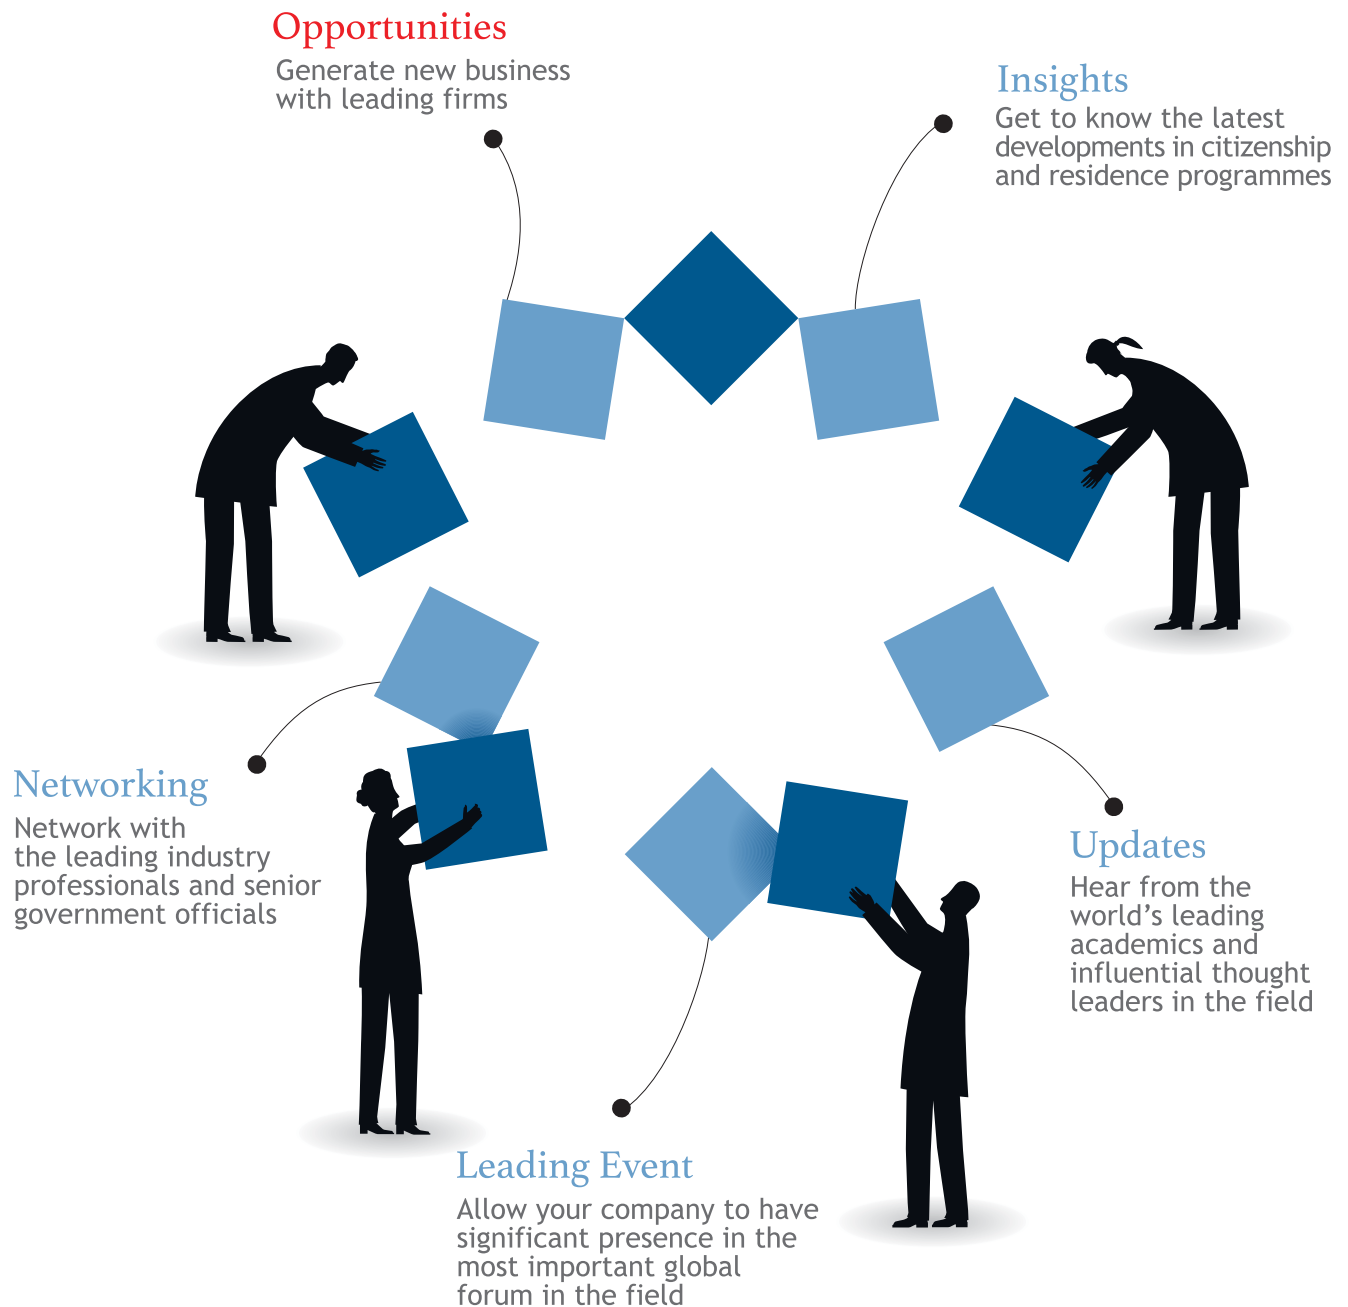 Opportunities
Generate new business
with leading firms
Insights
Get to know the latest
developments in citizenship
and residence programmes
Networking
Network with
the leading industry
professionals and senior
government officials
Updates
Hear from the
world’s leading
academics and
influential thought
leaders in the field
Leading Event
Allow your company to have
significant presence in the
most important global
forum in the field